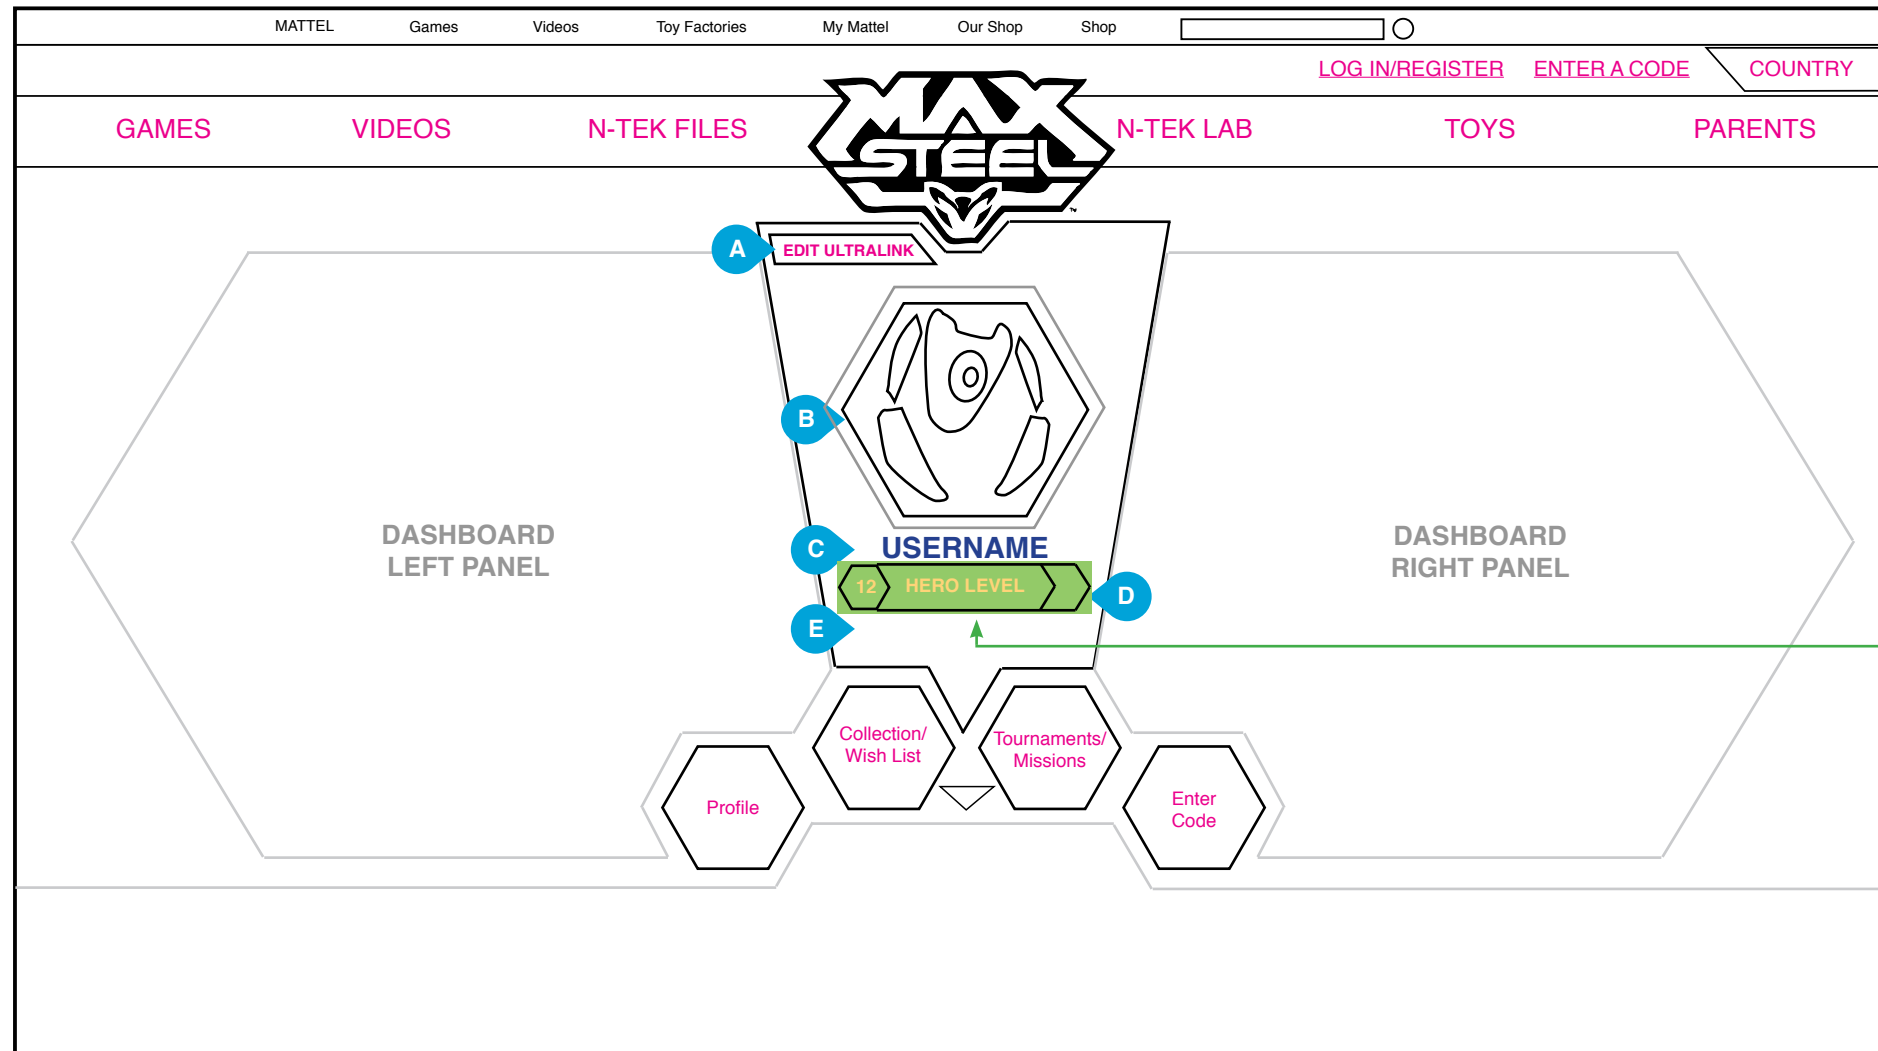 MATTEL Games Videos Toy Factories My Mattel Our Shop Shop
LOG IN/REGISTER ENTER A CODE COUNTRY
GAMES VIDEOS N-TEK FILES N-TEK LAB TOYS PARENTS
MAX
STEEL
TM
A EDIT ULTRALINK
B
DASHBOARD
LEFT PANEL
C USERNAME
12 HERO LEVEL D
E
DASHBOARD
RIGHT PANEL
Profile
Collection/
Wish List
Tournaments/
Missions
Enter
Code